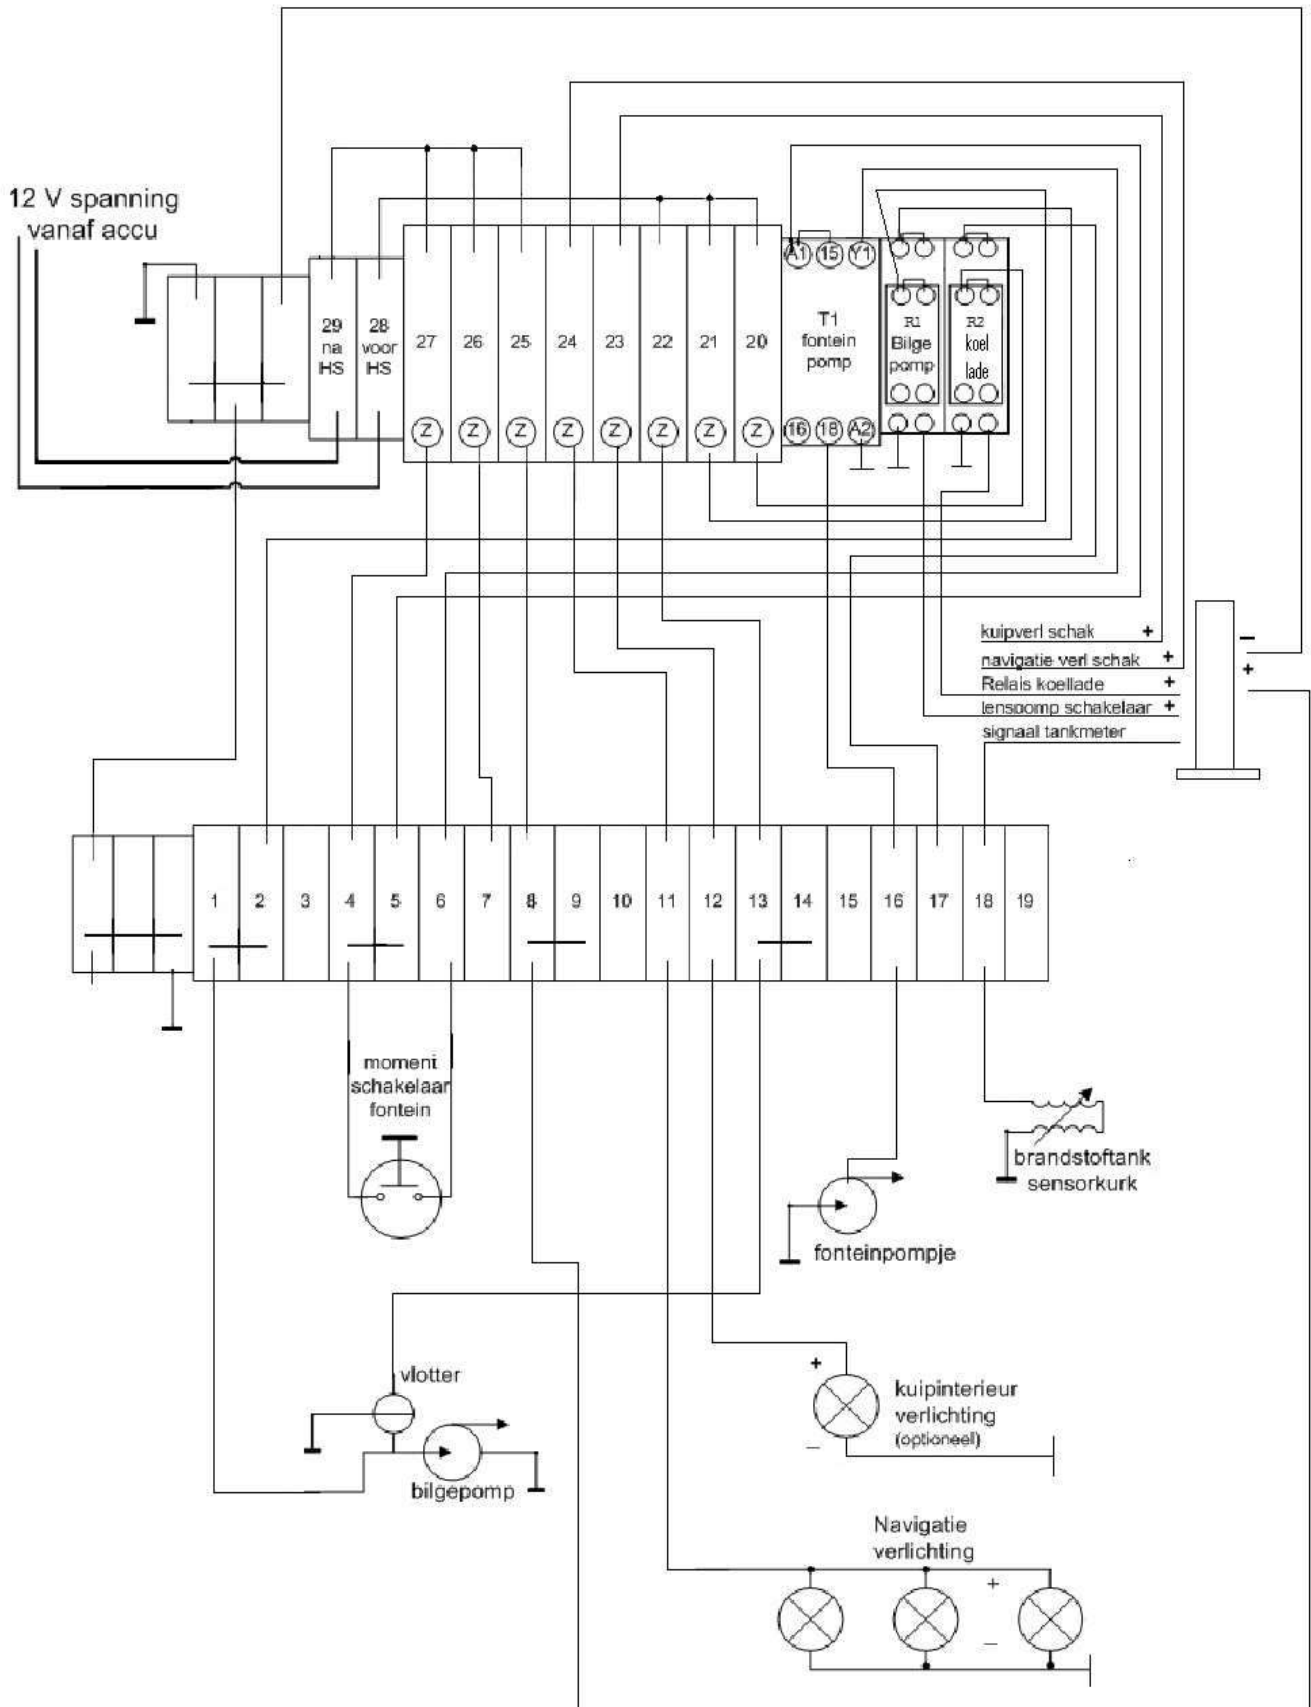 12 V spanning
vanaf accu
29
na
HS
28
voor
HS
27
26
25
24
23
22
21
20
Z
Z
Z
Z
Z
Z
Z
Z
A1
15
Y1
T1
fontein
pomp
16
18
A2
R1
Bilge
pomp
R2
koel
lade
kuipverl schak +
navigatie verl schak +
Relais koellade +
lenspomp schakelaar +
signaal tankmeter
−
+
1
2
3
4
5
6
7
8
9
10
11
12
13
14
15
16
17
18
19
moment
schakelaar
fontein
brandstoftank
sensorkurk
fonteinpompje
vlotter
bilgepomp
+
−
kuipinterieur
verlichting
(optioneel)
Navigatie
verlichting
+
−